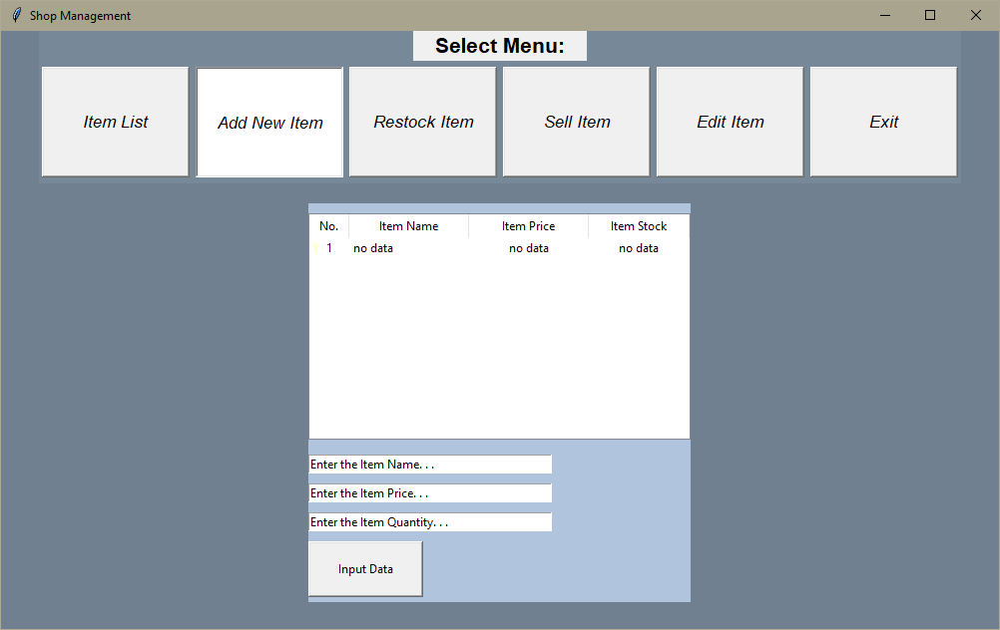 Shop Management
Select Menu:
Item List Add New Item Restock Item Sell Item Edit Item Exit
No. Item Name Item Price Item Stock
1 no data no data no data
Enter the Item Name. . .
Enter the Item Price. . .
Enter the Item Quantity. . .
Input Data